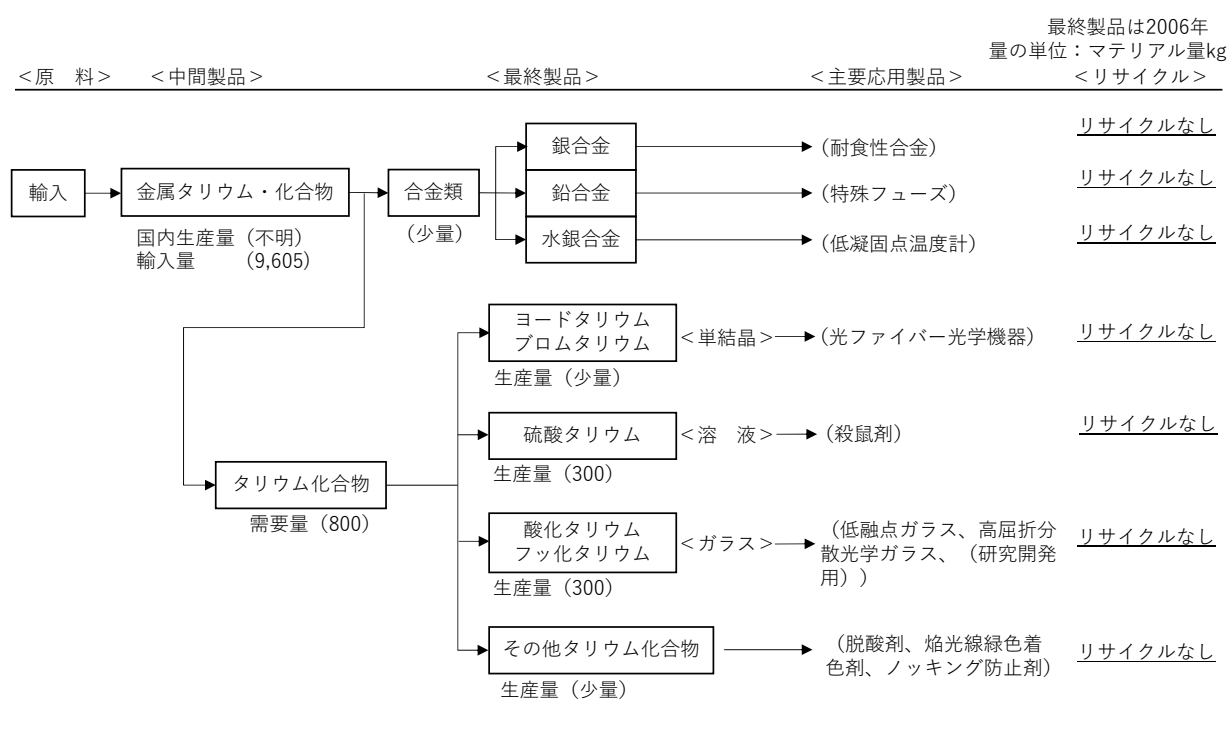 最終製品は2006年
量の単位：マテリアル量kg
＜原　料＞　＜中間製品＞　＜最終製品＞　＜主要応用製品＞　＜リサイクル＞
輸入
金属タリウム・化合物
国内生産量（不明）
輸入量　（9,605）
合金類
（少量）
銀合金
（耐食性合金）
リサイクルなし
鉛合金
（特殊フューズ）
リサイクルなし
水銀合金
（低凝固点温度計）
リサイクルなし
ヨードタリウム
ブロムタリウム
＜単結晶＞
（光ファイバー光学機器）
リサイクルなし
生産量（少量）
硫酸タリウム
＜溶　液＞
（殺鼠剤）
リサイクルなし
生産量（300）
タリウム化合物
需要量（800）
酸化タリウム
フッ化タリウム
＜ガラス＞
（低融点ガラス、高屈折分
散光学ガラス、（研究開発
用））
リサイクルなし
生産量（300）
その他タリウム化合物
（脱酸剤、焔光線緑色着
色剤、ノッキング防止剤）
リサイクルなし
生産量（少量）